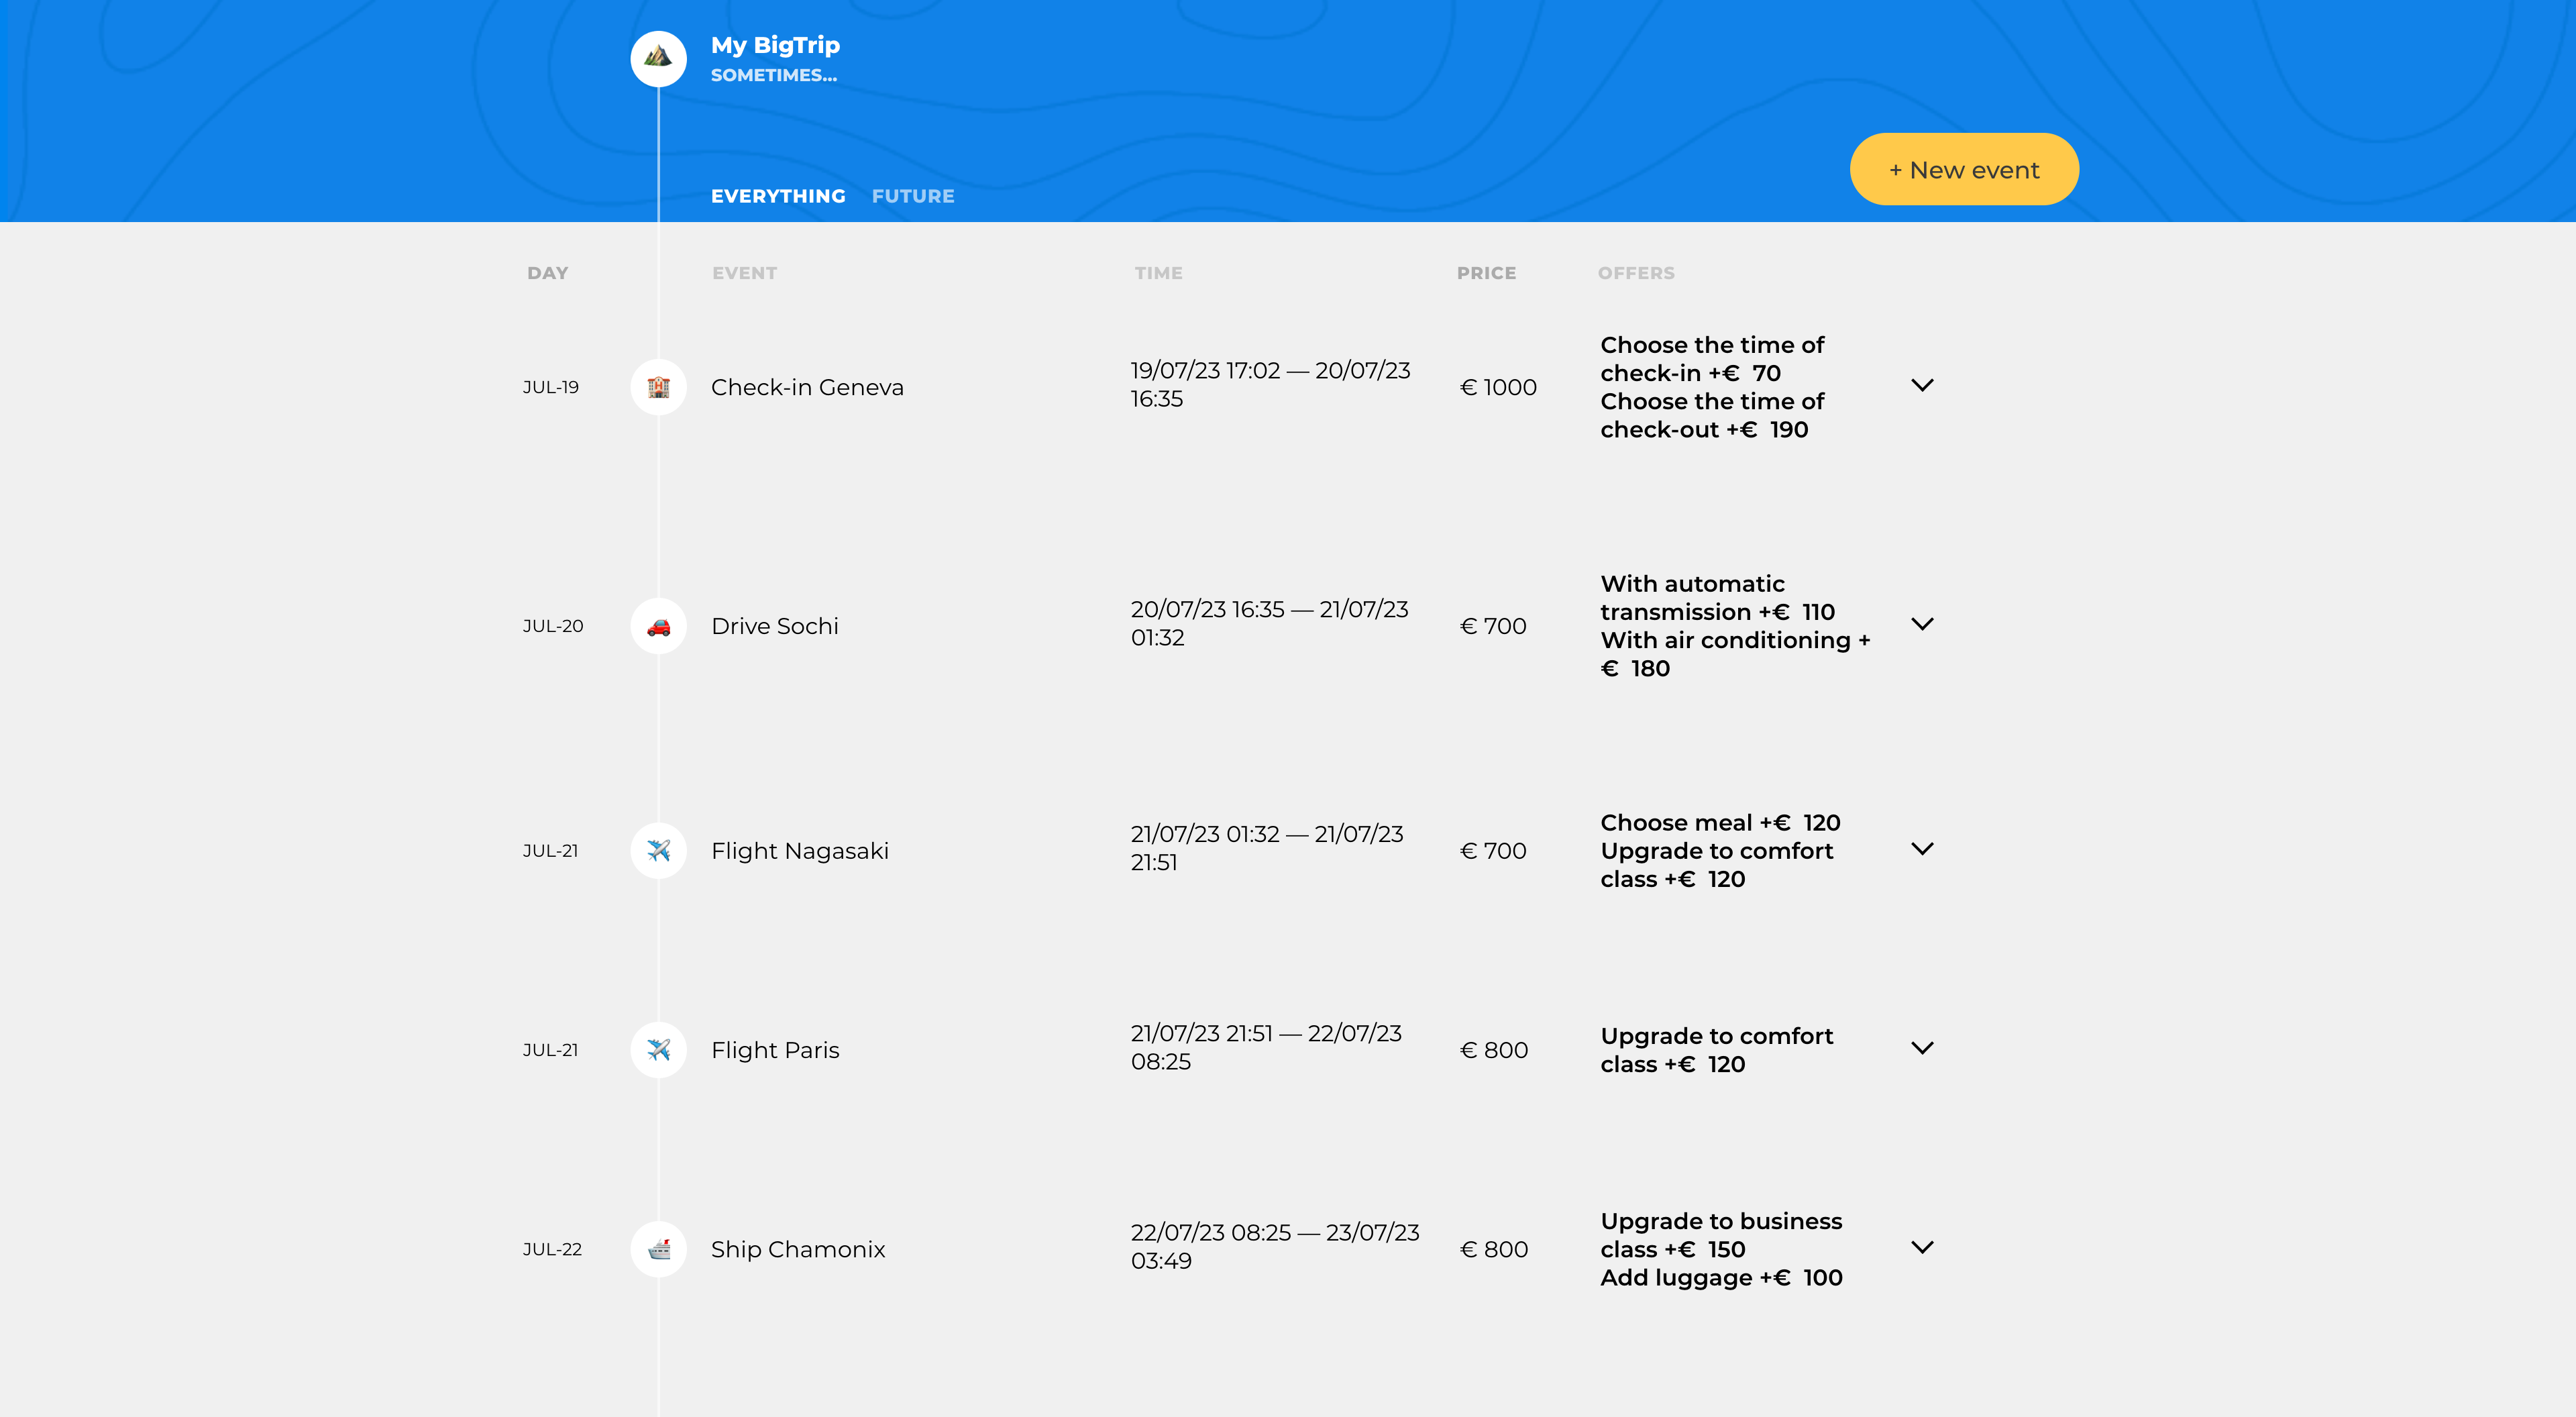 My BigTrip
SOMETIMES...
+ New event
EVERYTHING FUTURE
DAY EVENT TIME PRICE OFFERS
JUL-19
Check-in Geneva
19/07/23 17:02 — 20/07/23
16:35
€ 1000
Choose the time of
check-in +€ 70
Choose the time of
check-out +€ 190
JUL-20
Drive Sochi
20/07/23 16:35 — 21/07/23
01:32
€ 700
With automatic
transmission +€ 110
With air conditioning +
€ 180
JUL-21
Flight Nagasaki
21/07/23 01:32 — 21/07/23
21:51
€ 700
Choose meal +€ 120
Upgrade to comfort
class +€ 120
JUL-21
Flight Paris
21/07/23 21:51 — 22/07/23
08:25
€ 800
Upgrade to comfort
class +€ 120
JUL-22
Ship Chamonix
22/07/23 08:25 — 23/07/23
03:49
€ 800
Upgrade to business
class +€ 150
Add luggage +€ 100